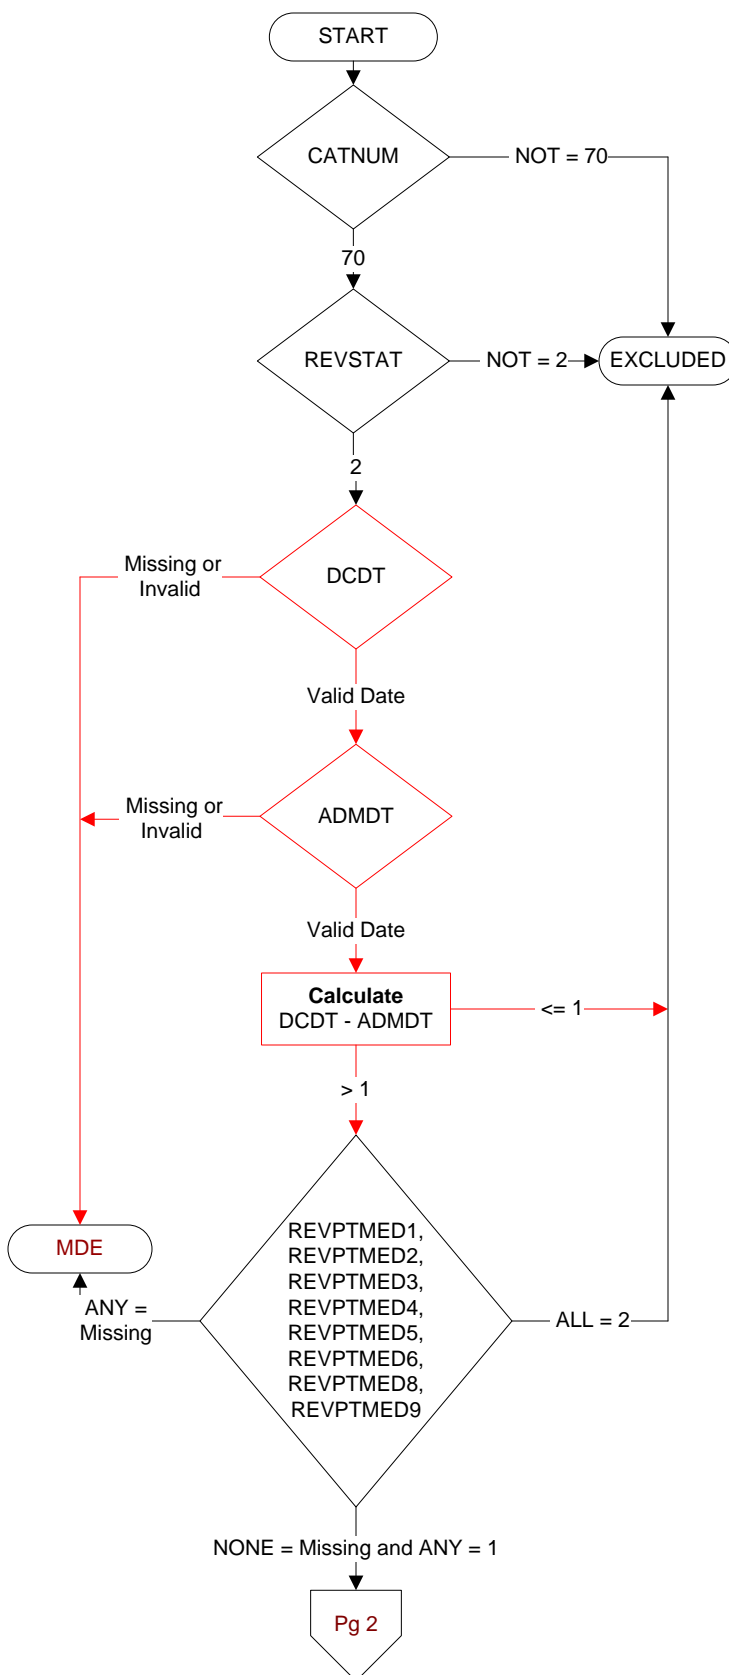 START
CATNUM
NOT = 70
70
REVSTAT
NOT = 2
EXCLUDED
2
Missing or
Invalid
DCDT
Valid Date
Missing or
Invalid
ADMDT
Valid Date
Calculate
DCDT - ADMDT
<= 1
> 1
REVPTMED1,
REVPTMED2,
REVPTMED3,
REVPTMED4,
REVPTMED5,
REVPTMED6,
REVPTMED8,
REVPTMED9
MDE
ANY =
Missing
ALL = 2
NONE = Missing and ANY = 1
Pg 2